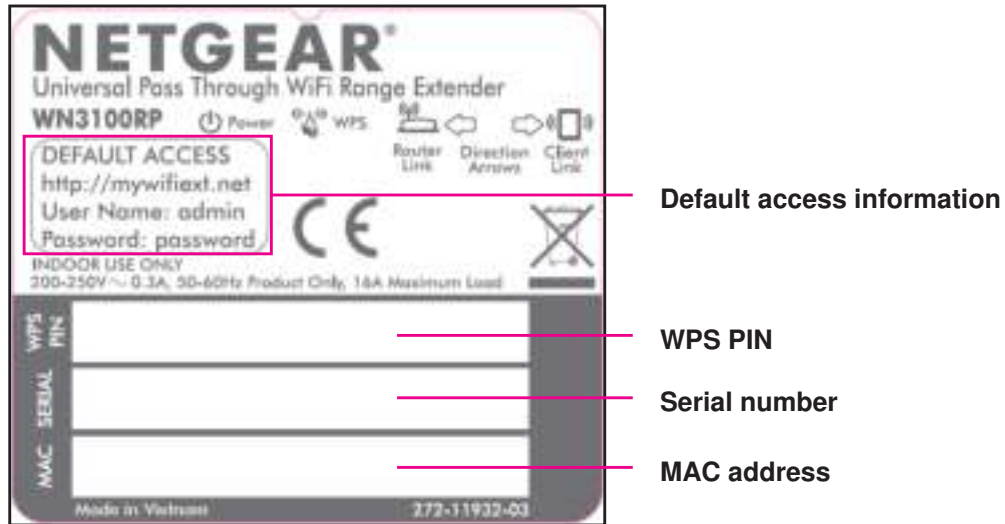 NETGEAR®
Universal Pass Through WiFi Range Extender
WN3100RP Power WPS
Router Link Direction Arrows Client Link
DEFAULT ACCESS
http://mywifiext.net
User Name: admin
Password: password
Default access information
INDOOR USE ONLY
200-250V ~ 0.3A, 50-60Hz Product Only, 16A Maximum Load
CE
WPS PIN
WPS PIN
SERIAL
Serial number
MAC
MAC address
Made in Vietnam 272-11932-03